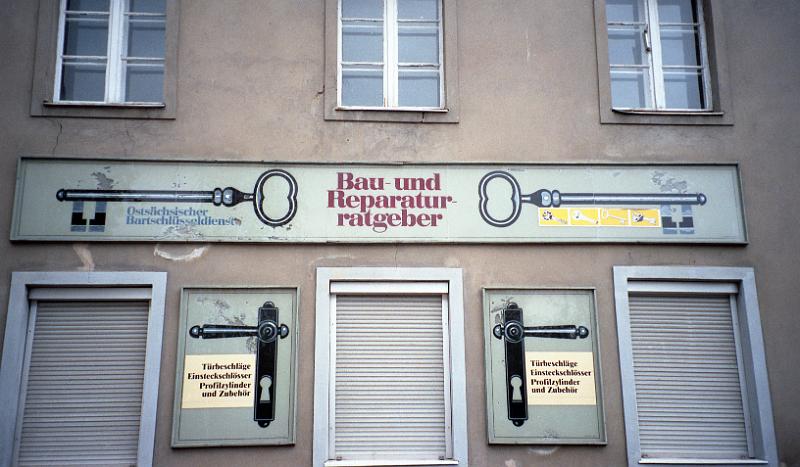 Bau- und
Reparatur-
ratgeber
Ostsächsischer
Bartschlüsseldienst
Türbeschläge
Einsteckschlösser
Profilzylinder
und Zubehör
Türbeschläge
Einsteckschlösser
Profilzylinder
und Zubehör